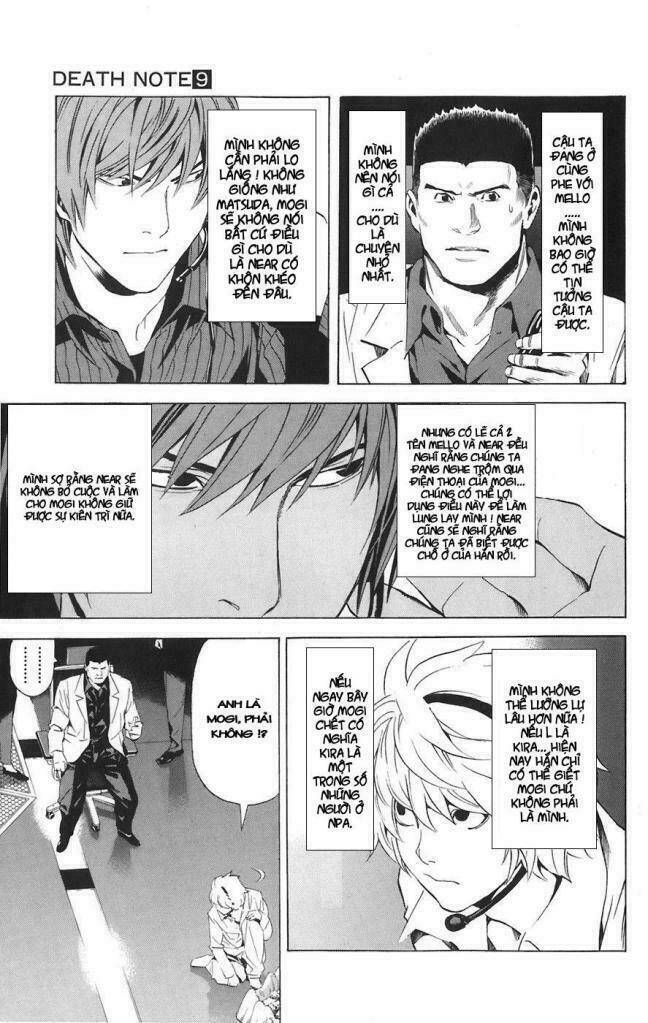 DEATH NOTE 9
CẬU TA
ĐANG Ở
CÙNG
PHE VỚI
MELLO
.....
MÌNH
KHÔNG
BAO GIỜ
CÓ THỂ
TIN
TƯỞNG
CẬU TA
ĐƯỢC.
MÌNH
KHÔNG
NÊN NÓI
GÌ CẢ
....
CHO DÙ
LÀ
CHUYỆN
NHỎ
NHẤT.
MÌNH KHÔNG
CẦN PHẢI LO
LẮNG ! KHÔNG
GIỐNG NHƯ
MATSUDA, MOGI
SẼ KHÔNG NÓI
BẤT CỨ ĐIỀU
GÌ CHO DÙ
LÀ NEAR CÓ
KHÔN KHÉO
ĐẾN ĐÂU.
NHƯNG CÓ LẼ CẢ 2
TÊN MELLO VÀ NEAR ĐỀU
NGHĨ RẰNG CHÚNG TA
ĐANG NGHE TRỘM QUA
ĐIỆN THOẠI CỦA MOGI...
CHÚNG CÓ THỂ LỢI
DỤNG ĐIỀU NÀY ĐỂ LÀM
LUNG LAY MÌNH ! NEAR
CŨNG SẼ NGHĨ RẰNG
CHÚNG TA ĐÃ BIẾT ĐƯỢC
CHỖ Ở CỦA HẮN RỒI.
MÌNH SỢ RẰNG NEAR SẼ
KHÔNG BỎ CUỘC VÀ LÀM
CHO MOGI KHÔNG GIỮ
ĐƯỢC SỰ KIÊN TRÌ NỮA.
MÌNH KHÔNG
THỂ LƯỠNG LỰ
LÂU HƠN NỮA !
NẾU L LÀ
KIRA... HIỆN
NAY HẮN CHỈ
CÓ THỂ GIẾT
MOGI CHỨ
KHÔNG PHẢI
LÀ MÌNH.
NẾU
NGAY BÂY
GIỜ MOGI
CHẾT CÓ
NGHĨA
KIRA LÀ
MỘT
TRONG SỐ
NHỮNG
NGƯỜI Ở
NPA.
ANH LÀ
MOGI, PHẢI
KHÔNG !?
......
......